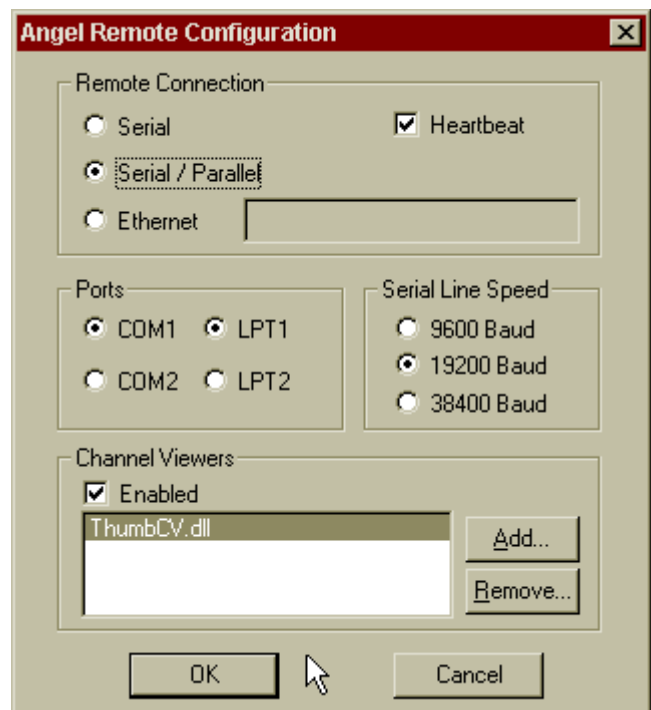 Angel Remote Configuration
Remote Connection
Serial
Heartbeat
Serial / Parallel
Ethernet
Ports
COM1
LPT1
COM2
LPT2
Serial Line Speed
9600 Baud
19200 Baud
38400 Baud
Channel Viewers
Enabled
ThumbCV.dll
Add...
Remove...
OK
Cancel